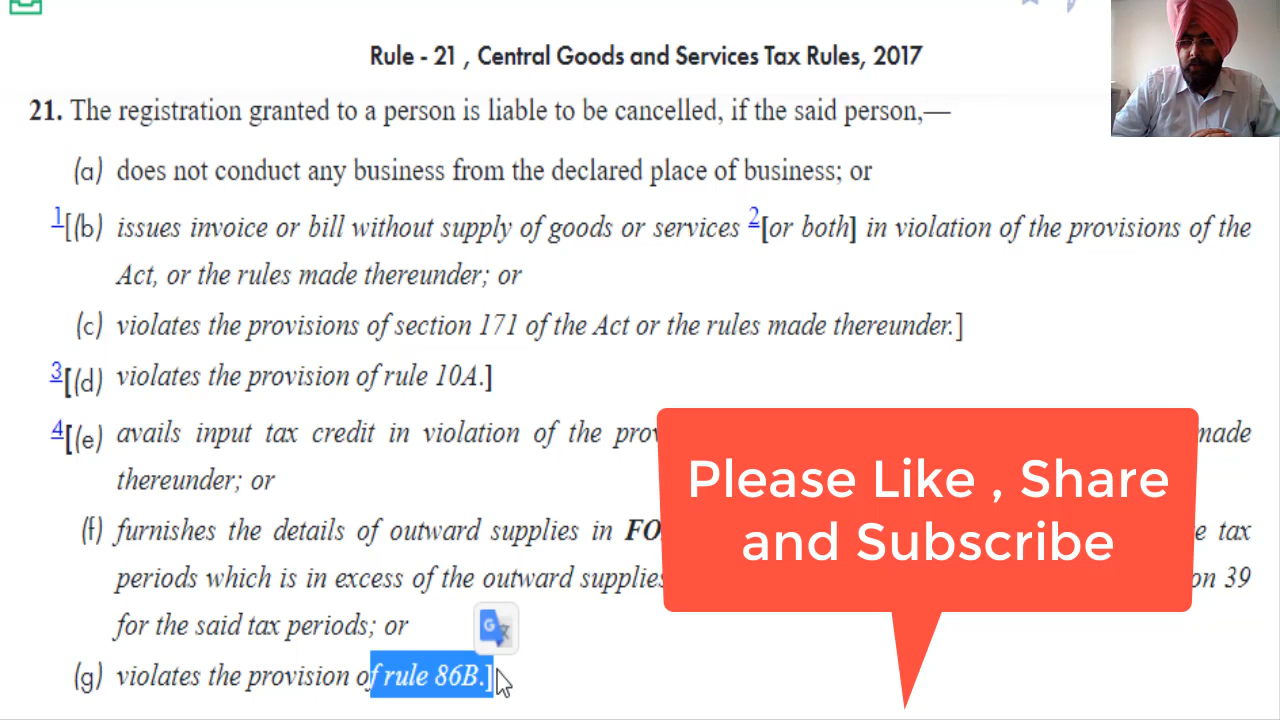 Rule - 21 , Central Goods and Services Tax Rules, 2017
21. The registration granted to a person is liable to be cancelled, if the said person,—
(a) does not conduct any business from the declared place of business; or
1[(b) issues invoice or bill without supply of goods or services 2[or both] in violation of the provisions of the
Act, or the rules made thereunder; or
(c) violates the provisions of section 171 of the Act or the rules made thereunder.]
3[(d) violates the provision of rule 10A.]
4[(e) avails input tax credit in violation of the made
thereunder; or
(f) furnishes the details of outward supplies in tax
periods which is in excess of the outward supplies 39
for the said tax periods; or
(g) violates the provision of rule 86B.]
Please Like , Share
and Subscribe